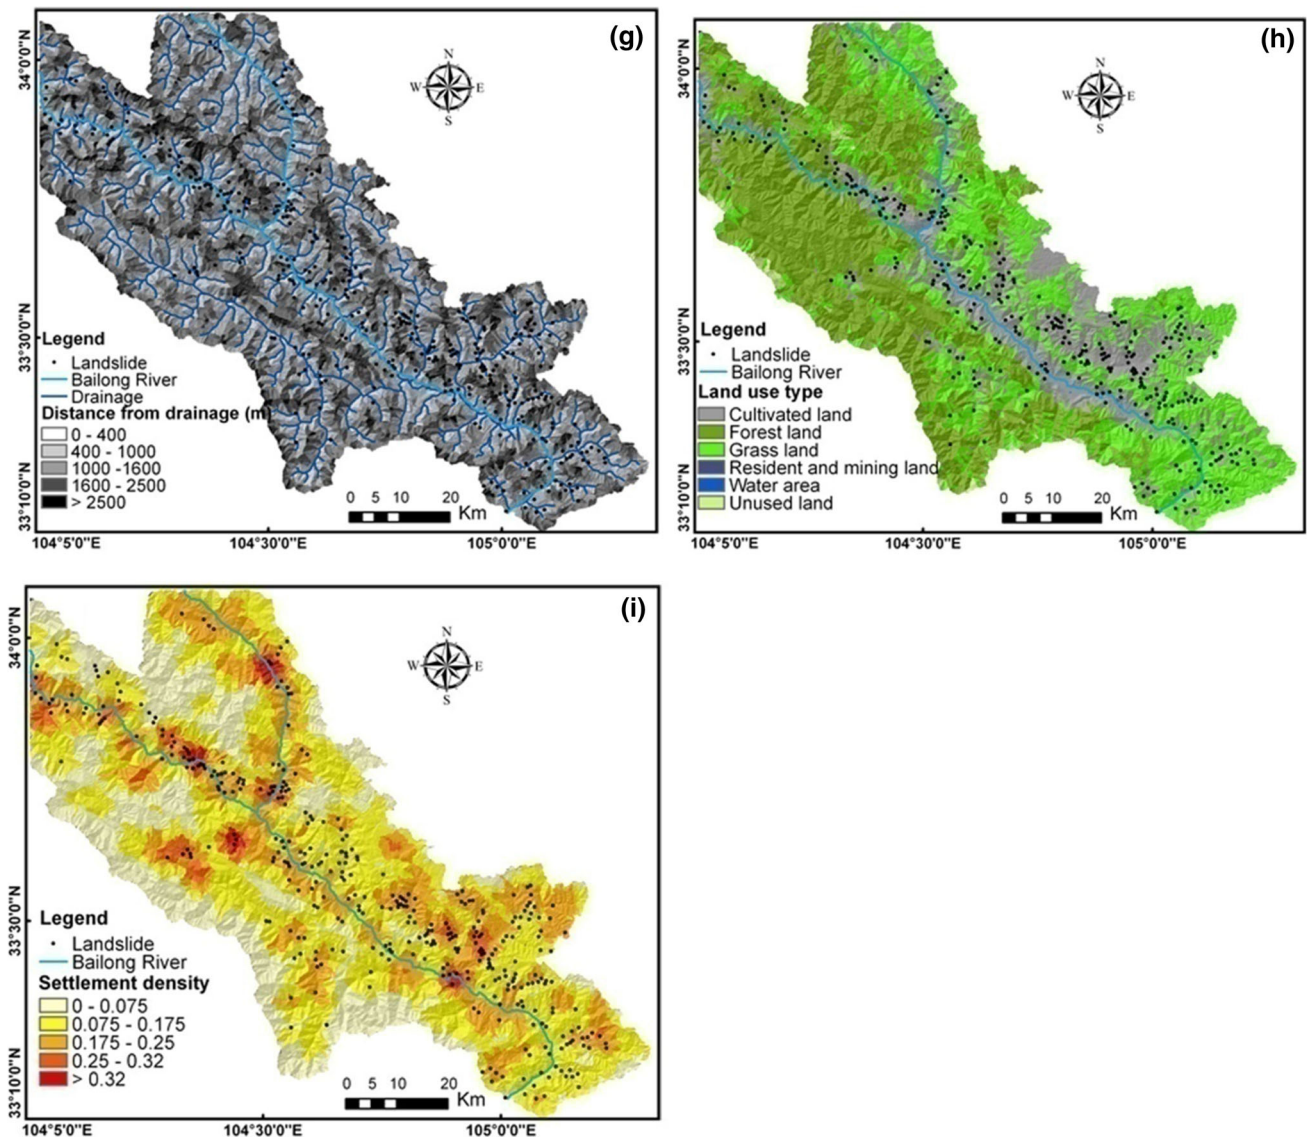 (g)
34°0'0"N
N
W E
S
33°30'0"N
Legend
Landslide
Bailong River
Drainage
Distance from drainage (m)
0 - 400
400 - 1000
1000 -1600
1600 - 2500
> 2500
33°10'0"N
0 5 10 20
Km
104°5'0"E 104°30'0"E 105°0'0"E
(h)
34°0'0"N
N
W E
S
33°30'0"N
Legend
Landslide
Bailong River
Land use type
Cultivated land
Forest land
Grass land
Resident and mining land
Water area
Unused land
33°10'0"N
0 5 10 20
Km
104°5'0"E 104°30'0"E 105°0'0"E
(i)
34°0'0"N
N
W E
S
33°30'0"N
Legend
Landslide
Bailong River
Settlement density
0 - 0.075
0.075 - 0.175
0.175 - 0.25
0.25 - 0.32
> 0.32
33°10'0"N
0 5 10 20
Km
104°5'0"E 104°30'0"E 105°0'0"E